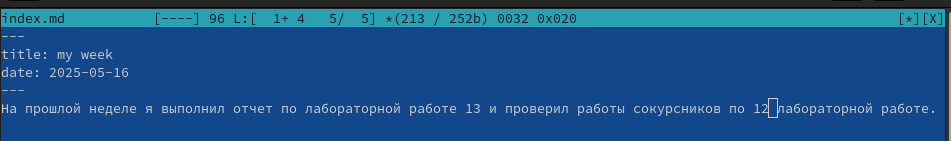 index.md [----] 96 L:[ 1+ 4 5/ 5] *(213 / 252b) 0032 0x020 [*][X]
---
title: my week
date: 2025-05-16
---
На прошлой неделе я выполнил отчет по лабораторной работе 13 и проверил работы сокурсников по 12 лабораторной работе.